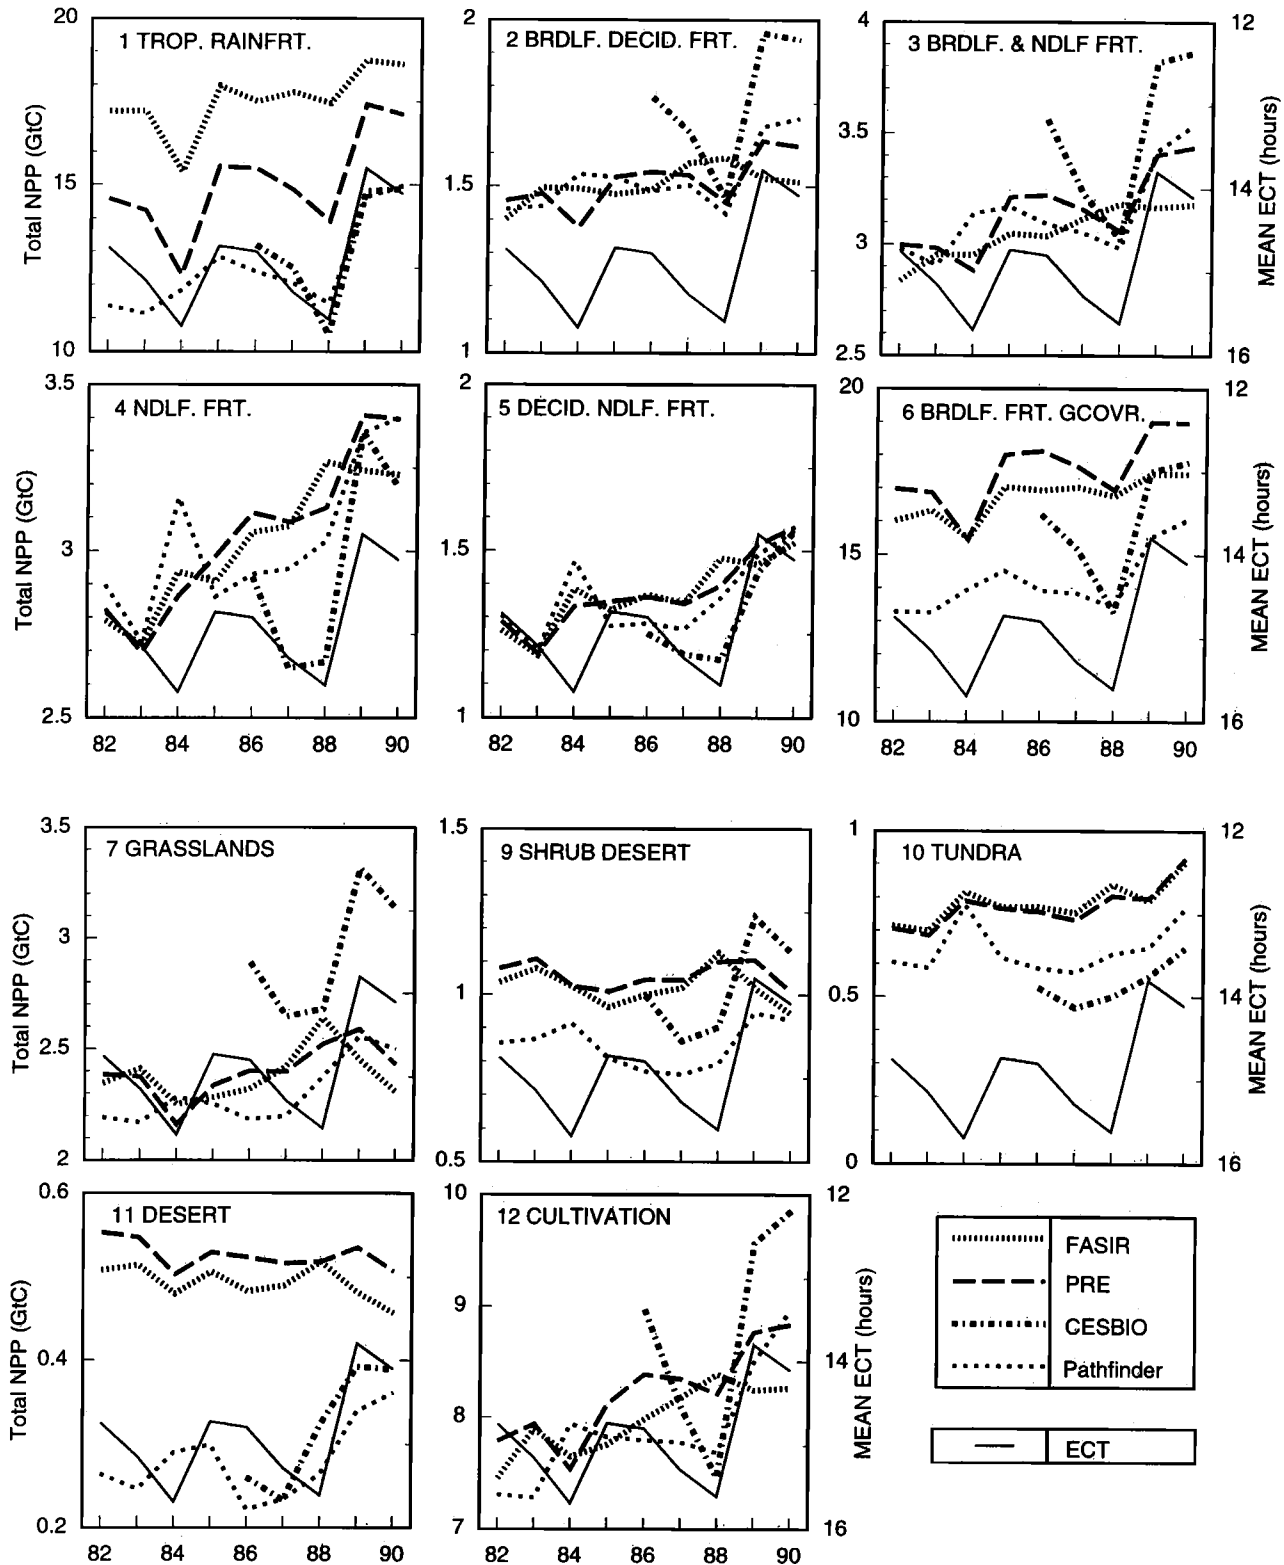 1 TROP. RAINFRT.
2 BRDLF. DECID. FRT.
3 BRDLF. & NDLF FRT.
20
15
10
Total NPP (GtC)
2
1.5
1
4
3.5
3
2.5
12
14
16
MEAN ECT (hours)
4 NDLF. FRT.
5 DECID. NDLF. FRT.
6 BRDLF. FRT. GCOVR.
3.5
3
2.5
Total NPP (GtC)
82 84 86 88 90
2
1.5
1
82 84 86 88 90
20
15
10
82 84 86 88 90
12
14
16
MEAN ECT (hours)
7 GRASSLANDS
9 SHRUB DESERT
10 TUNDRA
3.5
3
2.5
2
Total NPP (GtC)
1.5
1
0.5
1
0.5
0
12
14
16
MEAN ECT (hours)
11 DESERT
12 CULTIVATION
0.6
0.4
0.2
Total NPP (GtC)
82 84 86 88 90
10
9
8
7
82 84 86 88 90
12
14
16
MEAN ECT (hours)
FASIR
PRE
CESBIO
Pathfinder
ECT